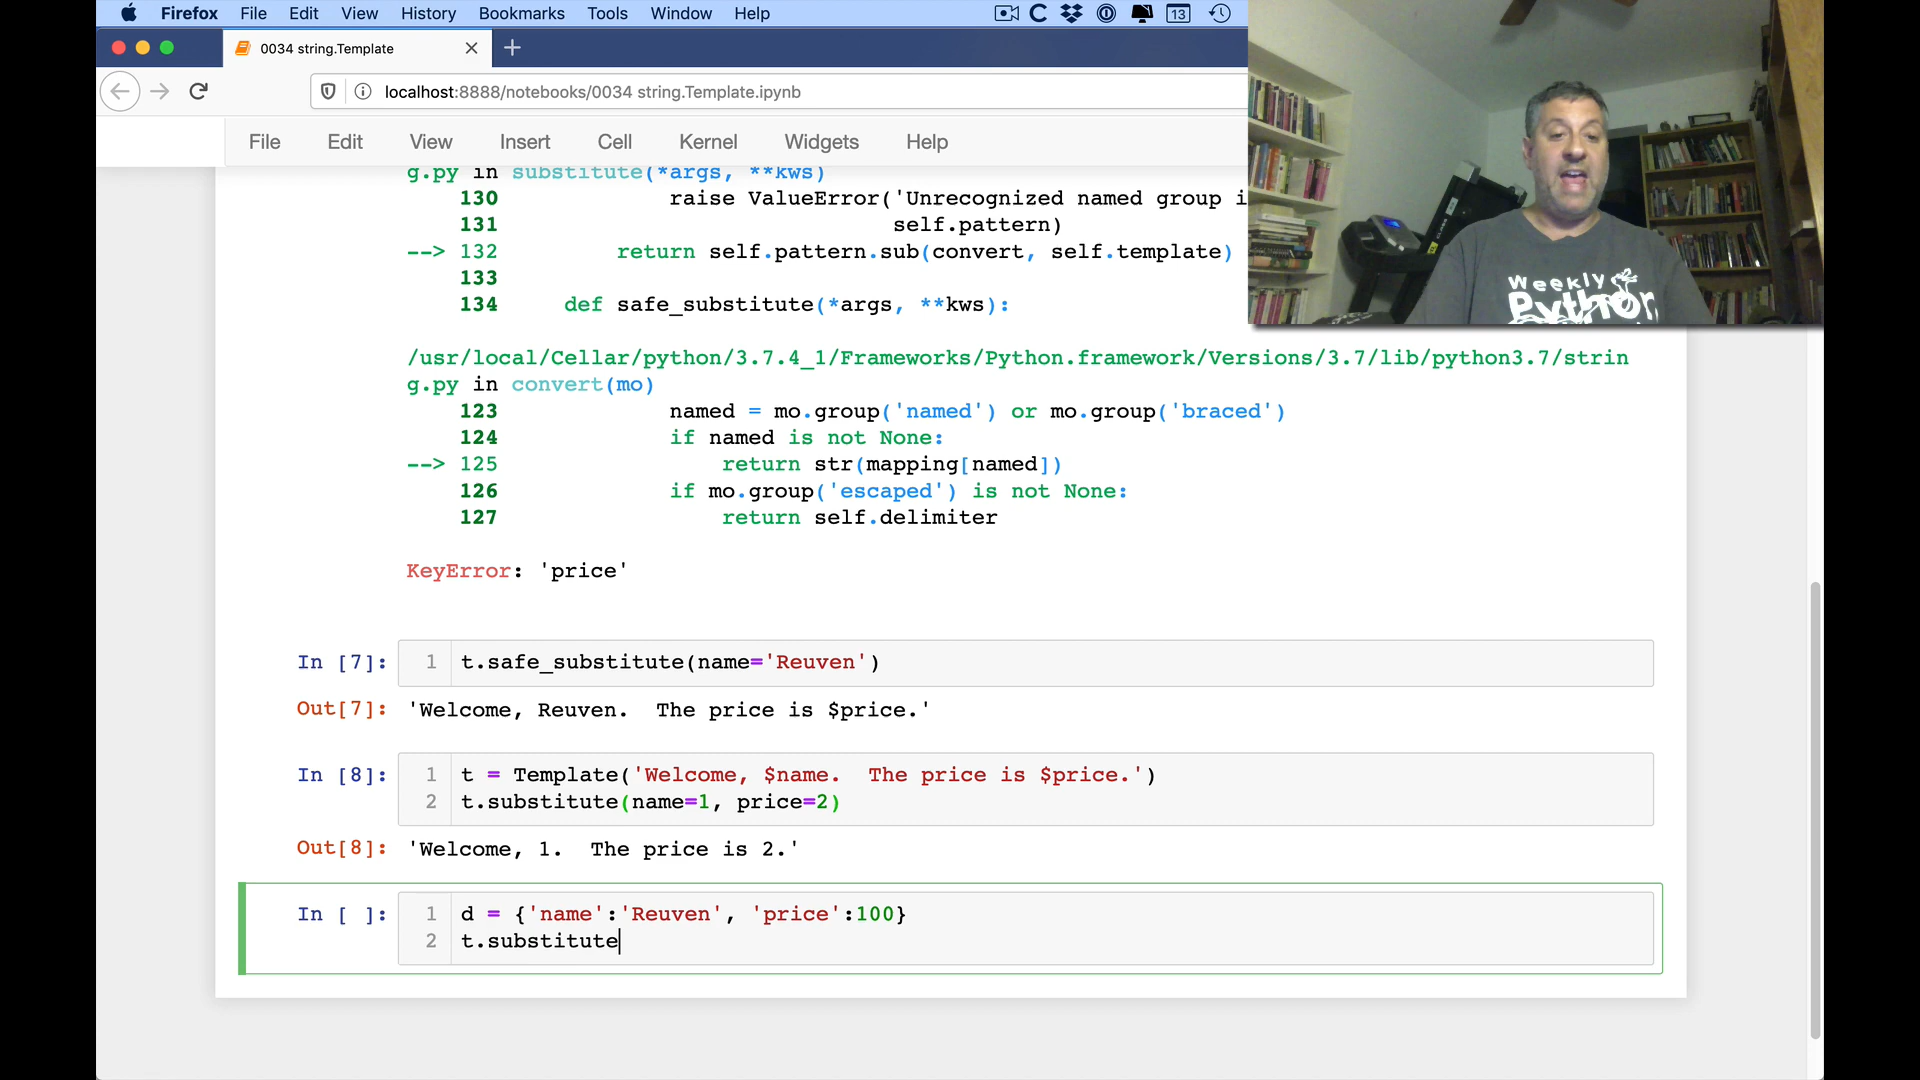 Firefox File Edit View History Bookmarks Tools Window Help
13
0034 string.Template
localhost:8888/notebooks/0034 string.Template.ipynb
File Edit View Insert Cell Kernel Widgets Help
g.py in substitute(*args, **kws)
130 raise ValueError('Unrecognized named group i
131 self.pattern)
--> 132 return self.pattern.sub(convert, self.template)
133
134 def safe_substitute(*args, **kws):
/usr/local/Cellar/python/3.7.4_1/Frameworks/Python.framework/Versions/3.7/lib/python3.7/strin
g.py in convert(mo)
123 named = mo.group('named') or mo.group('braced')
124 if named is not None:
--> 125 return str(mapping[named])
126 if mo.group('escaped') is not None:
127 return self.delimiter
KeyError: 'price'
In [7]: 1 t.safe_substitute(name='Reuven')
Out[7]: 'Welcome, Reuven.  The price is $price.'
In [8]: 1 t = Template('Welcome, $name.  The price is $price.')
2 t.substitute(name=1, price=2)
Out[8]: 'Welcome, 1.  The price is 2.'
In [ ]: 1 d = {'name':'Reuven', 'price':100}
2 t.substitute
Weekly
Python